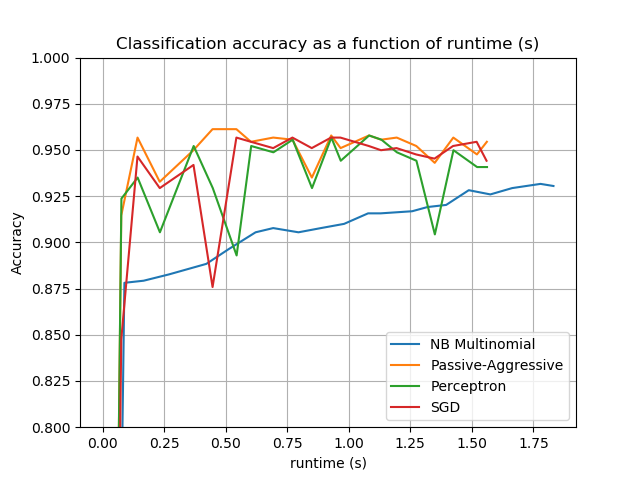 Classification accuracy as a function of runtime (s)
1.000
0.975
0.950
0.925
0.900
0.875
0.850
0.825
0.800
Accuracy
NB Multinomial
Passive-Aggressive
Perceptron
SGD
0.00 0.25 0.50 0.75 1.00 1.25 1.50 1.75
runtime (s)